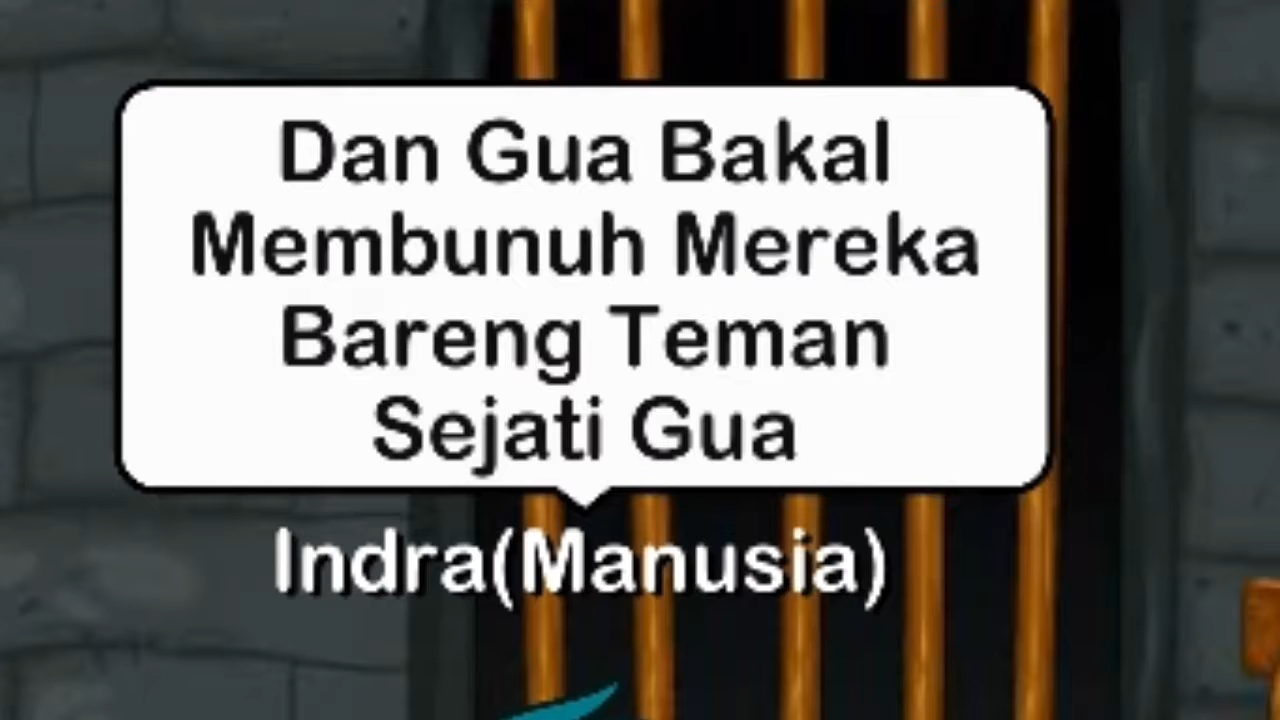 Dan Gua Bakal
Membunuh Mereka
Bareng Teman
Sejati Gua
Indra(Manusia)